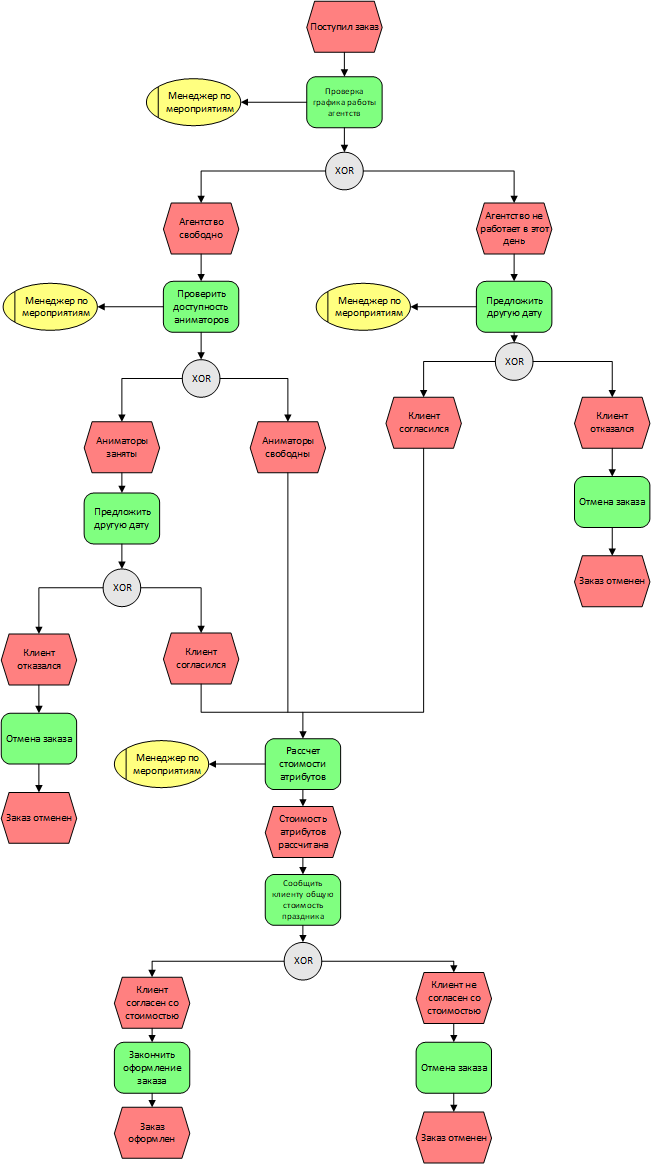 Поступил заказ
Менеджер по
мероприятиям
Проверка
графика работы
агентств
XOR
Агентство
свободно
Агентство не
работает в этот
день
Менеджер по
мероприятиям
Проверить
доступность
аниматоров
Менеджер по
мероприятиям
Предложить
другую дату
XOR
XOR
Аниматоры
заняты
Аниматоры
свободны
Клиент
согласился
Клиент
отказался
Предложить
другую дату
Отмена заказа
XOR
Заказ отменен
Клиент
отказался
Клиент
согласился
Отмена заказа
Менеджер по
мероприятиям
Рассчет
стоимости
атрибутов
Заказ отменен
Стоимость
атрибутов
рассчитана
Сообщить
клиенту общую
стоимость
праздника
XOR
Клиент
согласен со
стоимостью
Клиент не
согласен со
стоимостью
Закончить
оформление
заказа
Отмена заказа
Заказ
оформлен
Заказ отменен